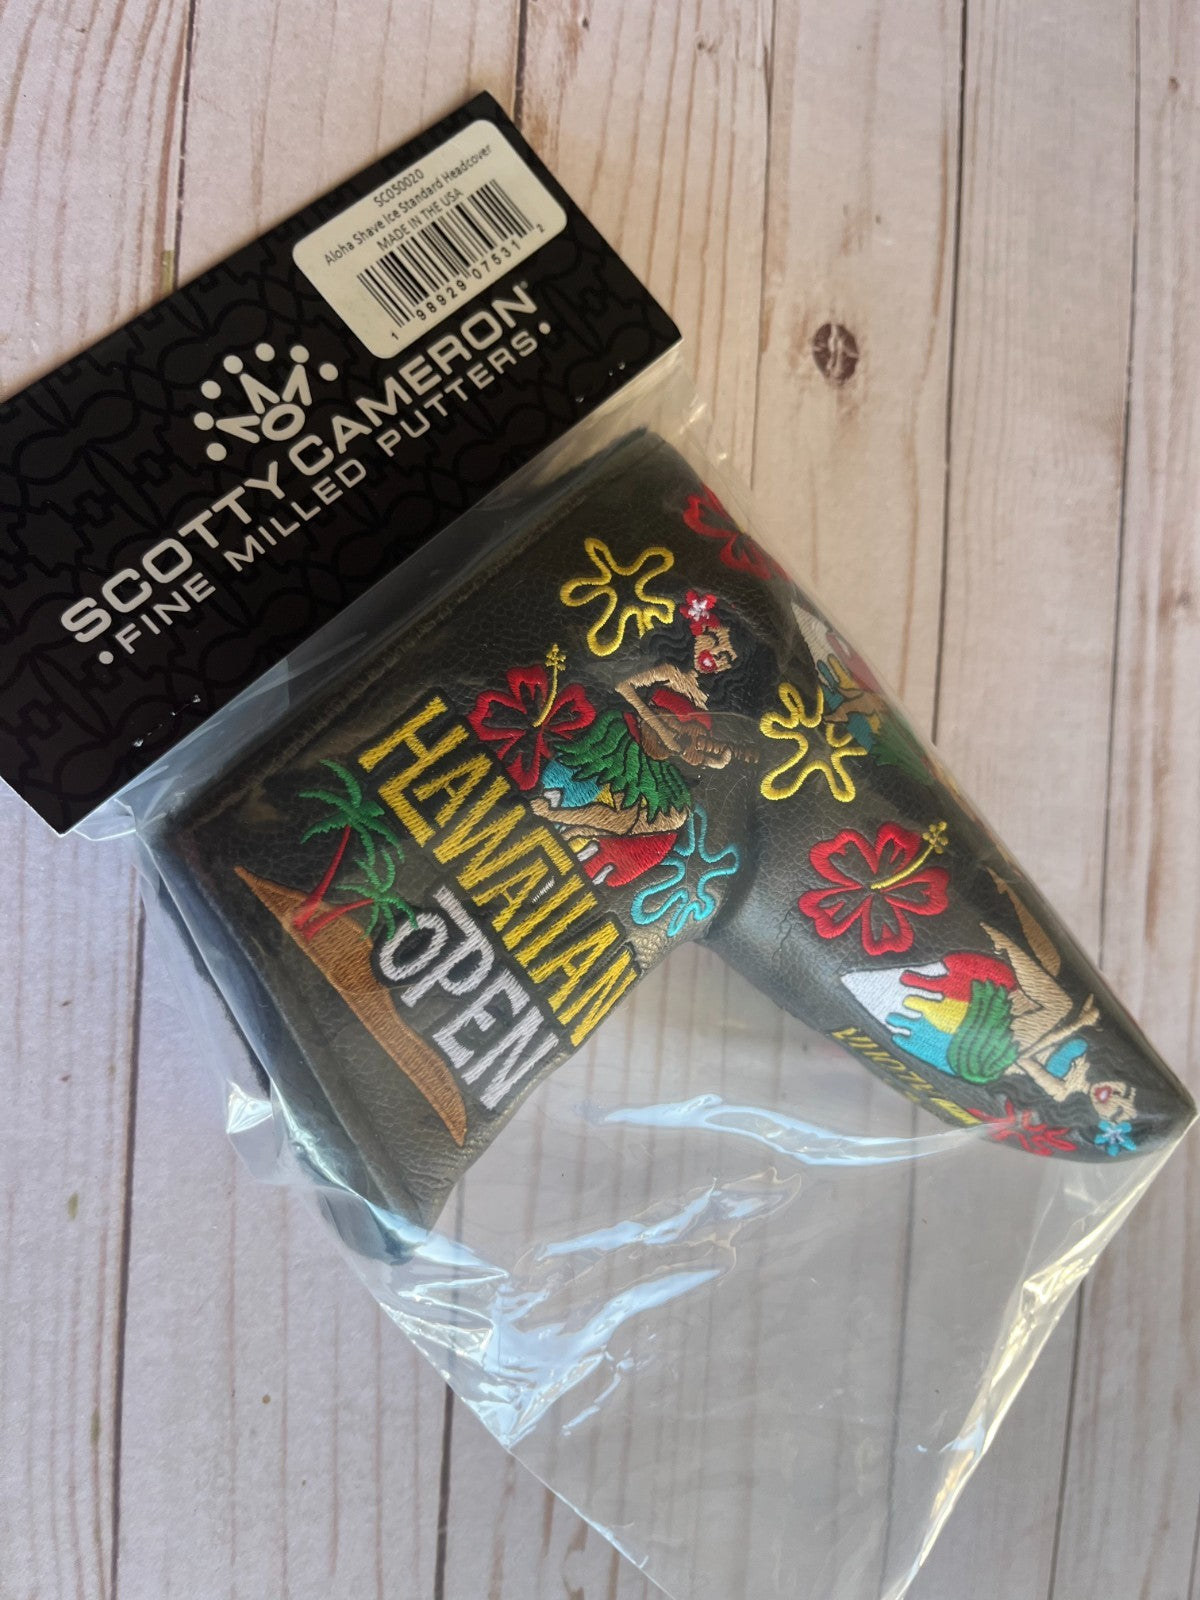 SC050020
Aloha Shave Ice Standard Headcover
MADE IN THE USA
1 98929 07531 2
SCOTTY CAMERON®
• FINE MILLED PUTTERS •
HAWAIIAN
OPEN
ALOHA